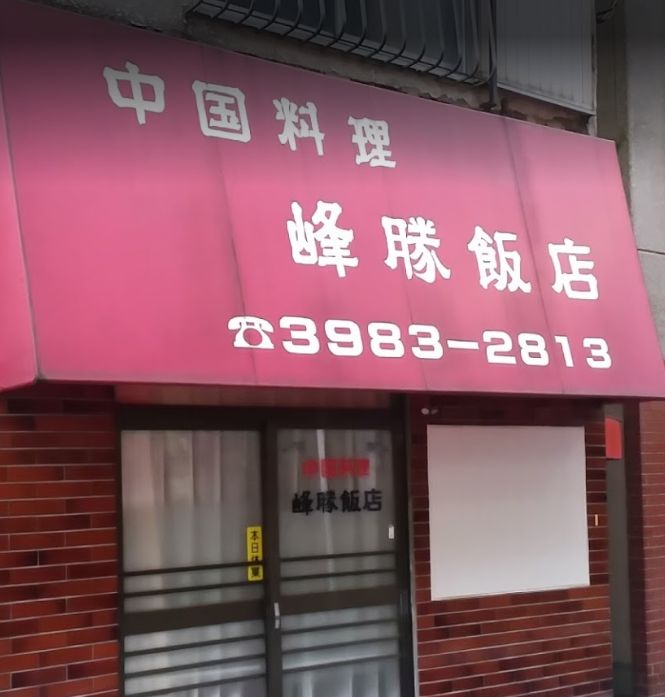 中国料理
峰勝飯店
☎3983-2813
中国料理
峰勝飯店
本日休業